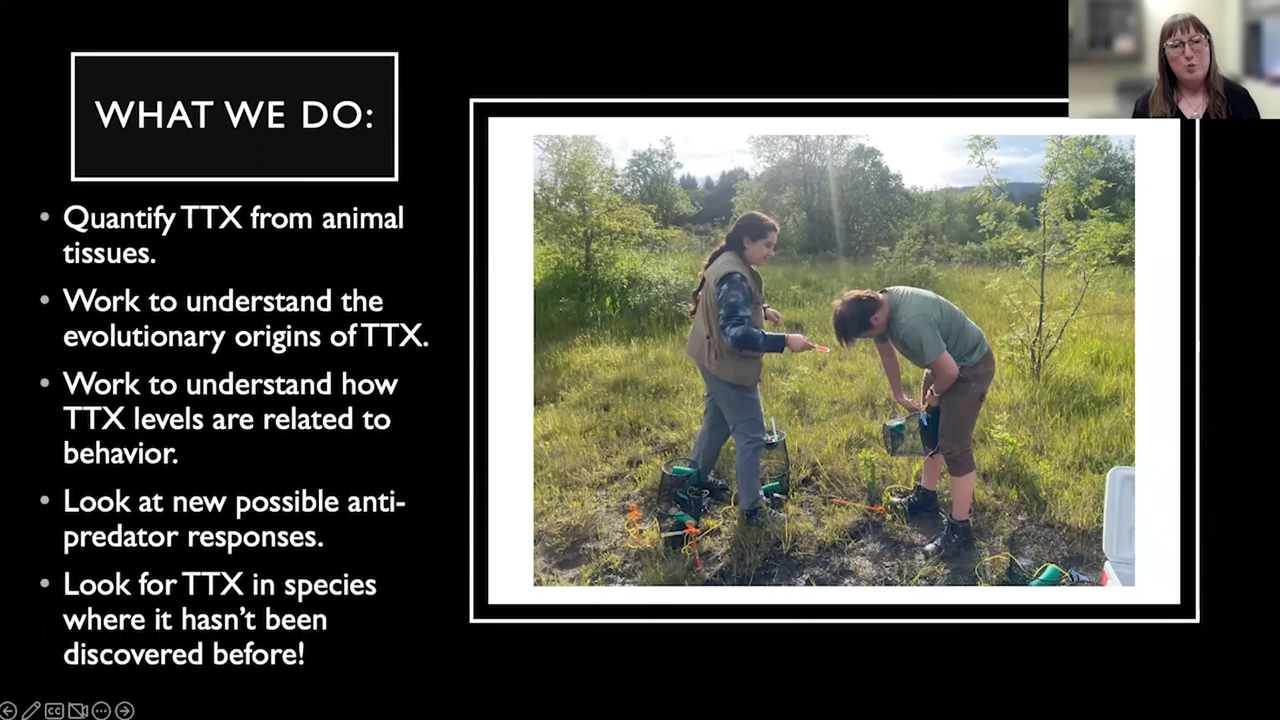 WHAT WE DO:
• Quantify TTX from animal
tissues.
• Work to understand the
evolutionary origins of TTX.
• Work to understand how
TTX levels are related to
behavior.
• Look at new possible anti-
predator responses.
• Look for TTX in species
where it hasn't been
discovered before!
CC